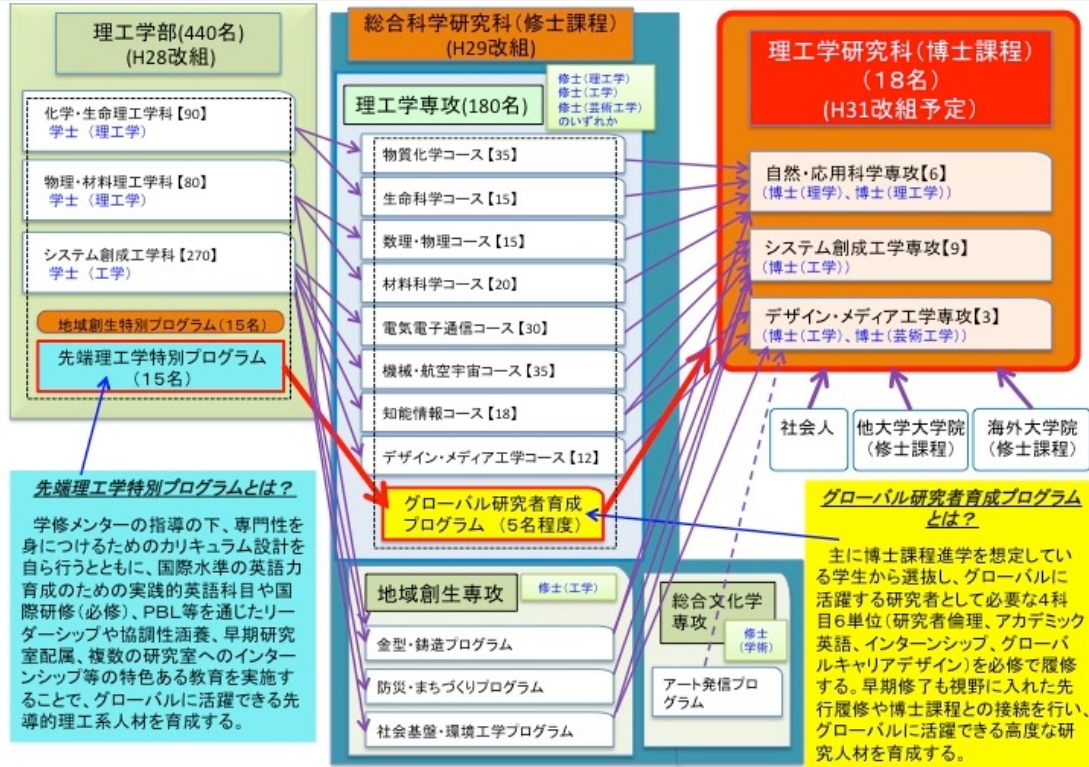 理工学部(440名)
(H28改組)
化学・生命理工学科【90】
学士（理工学）
物理・材料理工学科【80】
学士（理工学）
システム創成工学科【270】
学士（工学）
地域創生特別プログラム(15名)
先端理工学特別プログラム
（15名）
先端理工学特別プログラムとは？
学修メンターの指導の下、専門性を
身につけるためのカリキュラム設計を
自ら行うとともに、国際水準の英語力
育成のための実践的英語科目や国
際研修(必修)、PBL等を通じたリー
ダーシップや協調性涵養、早期研究
室配属、複数の研究室へのインター
ンシップ等の特色ある教育を実施す
ることで、グローバルに活躍できる先
導的理工系人材を育成する。
総合科学研究科(修士課程)
(H29改組)
修士(理工学)
修士(工学)
修士(芸術工学)
のいずれか
理工学専攻(180名)
物質化学コース【35】
生命科学コース【15】
数理・物理コース【15】
材料科学コース【20】
電気電子通信コース【30】
機械・航空宇宙コース【35】
知能情報コース【18】
デザイン・メディア工学コース【12】
グローバル研究者育成
プログラム （5名程度）
地域創生専攻
修士(工学)
金型・鋳造プログラム
防災・まちづくりプログラム
社会基盤・環境工学プログラム
総合文化学
専攻
修士
(学術)
アート発信プロ
グラム
理工学研究科(博士課程)
（18名）
(H31改組予定)
自然・応用科学専攻【6】
(博士(理学)、博士(理工学))
システム創成工学専攻【9】
(博士(工学))
デザイン・メディア工学専攻【3】
(博士(工学)、博士(芸術工学))
社会人
他大学大学院
(修士課程)
海外大学院
(修士課程)
グローバル研究者育成プログラム
とは？
主に博士課程進学を想定してい
る学生から選抜し、グローバルに
活躍する研究者として必要な4科
目6単位(研究者倫理、アカデミック
英語、インターンシップ、グローバ
ルキャリアデザイン)を必修で履修
する。早期修了も視野に入れた先
行履修や博士課程との接続を行い、
グローバルに活躍できる高度な研
究人材を育成する。